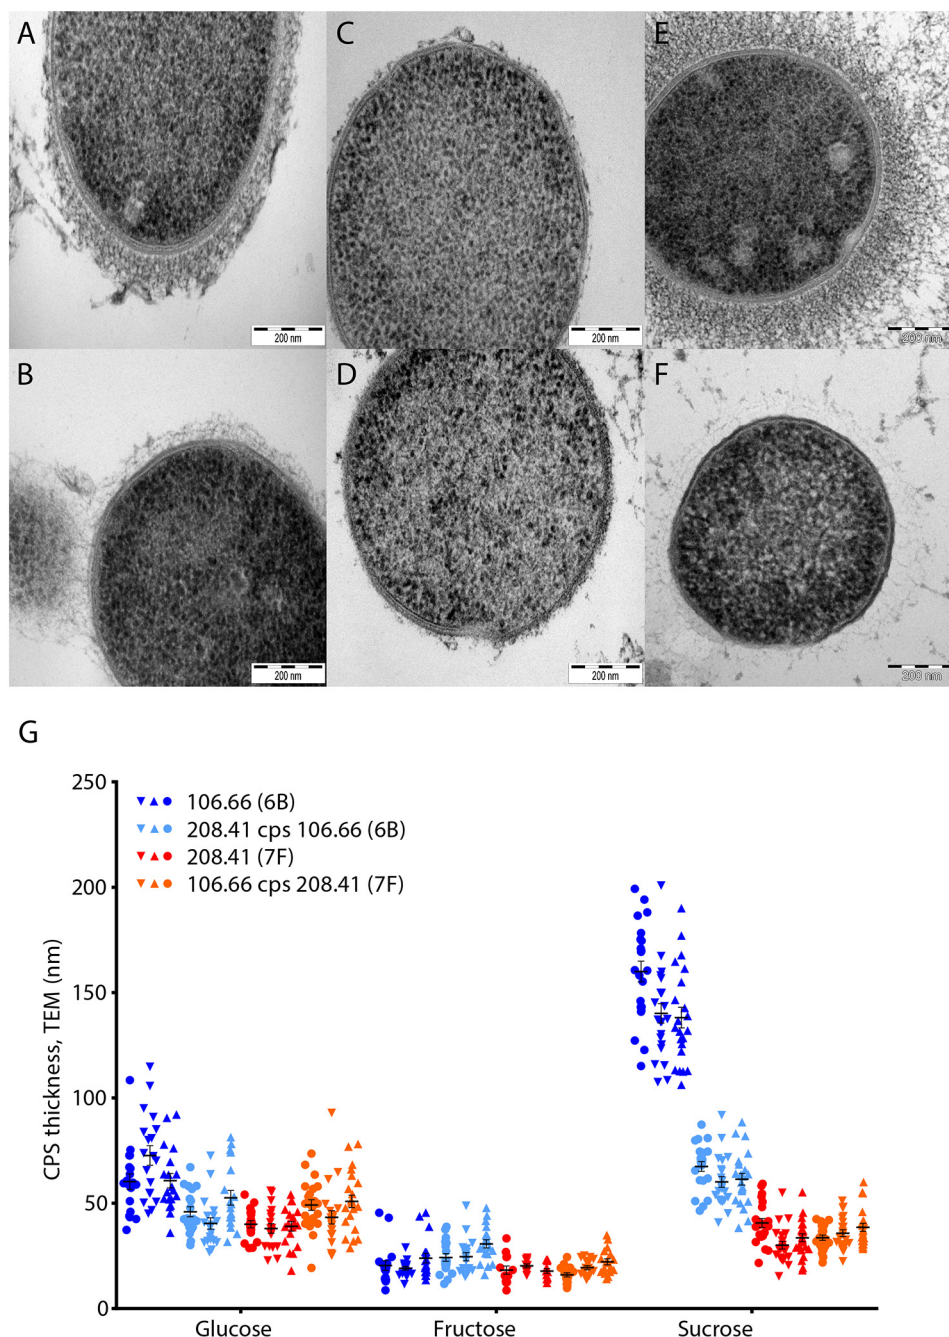 A
C
E
200 nm
200 nm
200 nm
B
D
F
200 nm
200 nm
200 nm
G
250
200
150
100
50
0
CPS thickness, TEM (nm)
106.66 (6B)
208.41 cps 106.66 (6B)
208.41 (7F)
106.66 cps 208.41 (7F)
Glucose
Fructose
Sucrose